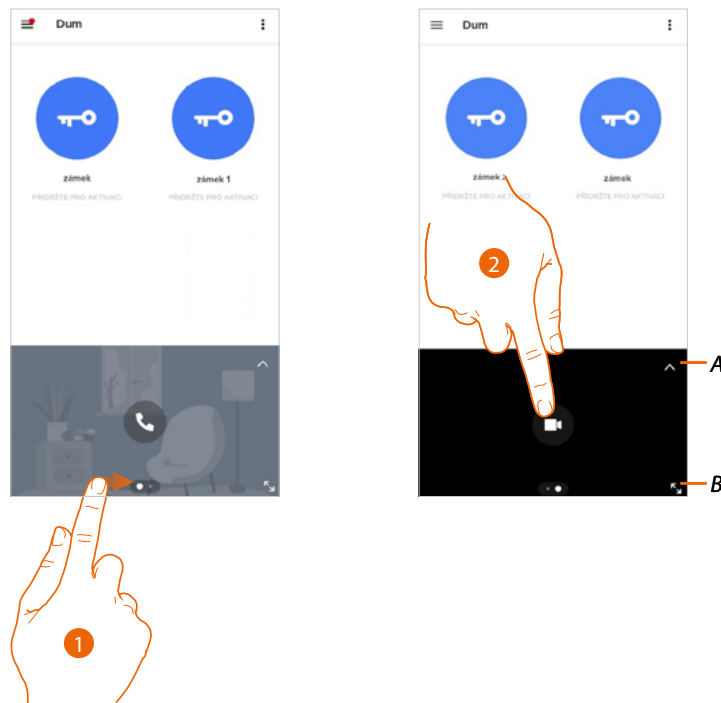 Dum
zámek
zámek 1
PŘIDRŽTE PRO AKTIVACI
PŘIDRŽTE PRO AKTIVACI
1
Dum
zámek 2
zámek
PŘIDRŽTE PRO AKTIVACI
PŘIDRŽTE PRO AKTIVACI
2
A
B